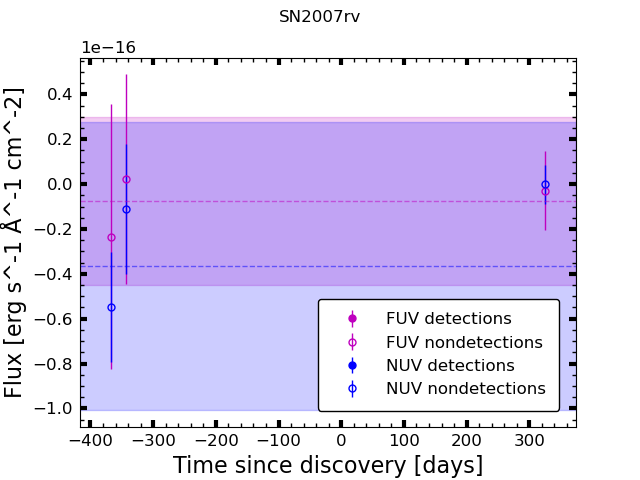 SN2007rv
1e−16
0.4
0.2
0.0
−0.2
−0.4
−0.6
−0.8
−1.0
Flux [erg s^-1 Å^-1 cm^-2]
FUV detections
FUV nondetections
NUV detections
NUV nondetections
−400 −300 −200 −100 0 100 200 300
Time since discovery [days]